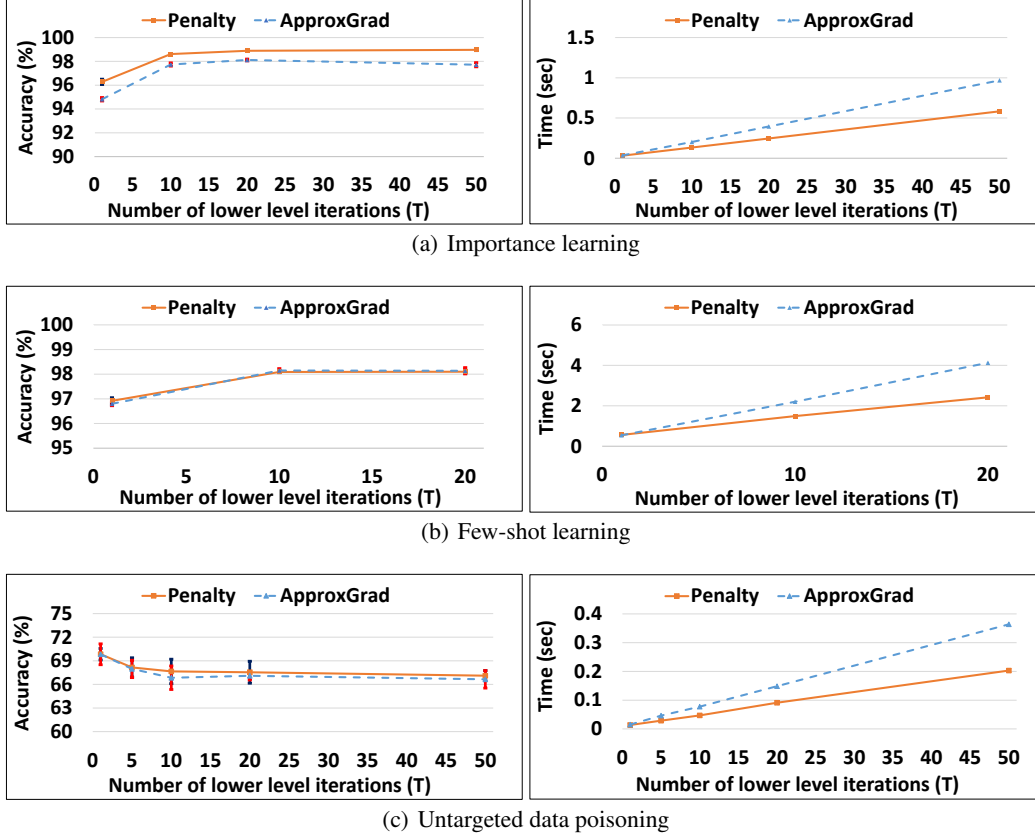 Penalty ApproxGrad
Accuracy (%)
100
98
96
94
92
90
0 5 10 15 20 25 30 35 40 45 50
Number of lower level iterations (T)
Penalty ApproxGrad
Time (sec)
1.5
1
0.5
0
0 5 10 15 20 25 30 35 40 45 50
Number of lower level iterations (T)
(a) Importance learning
Penalty ApproxGrad
Accuracy (%)
100
99
98
97
96
95
0 5 10 15 20
Number of lower level iterations (T)
Penalty ApproxGrad
Time (sec)
6
4
2
0
0 10 20
Number of lower level iterations (T)
(b) Few-shot learning
Penalty ApproxGrad
Accuracy (%)
75
72
69
66
63
60
0 5 10 15 20 25 30 35 40 45 50
Number of lower level iterations (T)
Penalty ApproxGrad
Time (sec)
0.4
0.3
0.2
0.1
0
0 5 10 15 20 25 30 35 40 45 50
Number of lower level iterations (T)
(c) Untargeted data poisoning